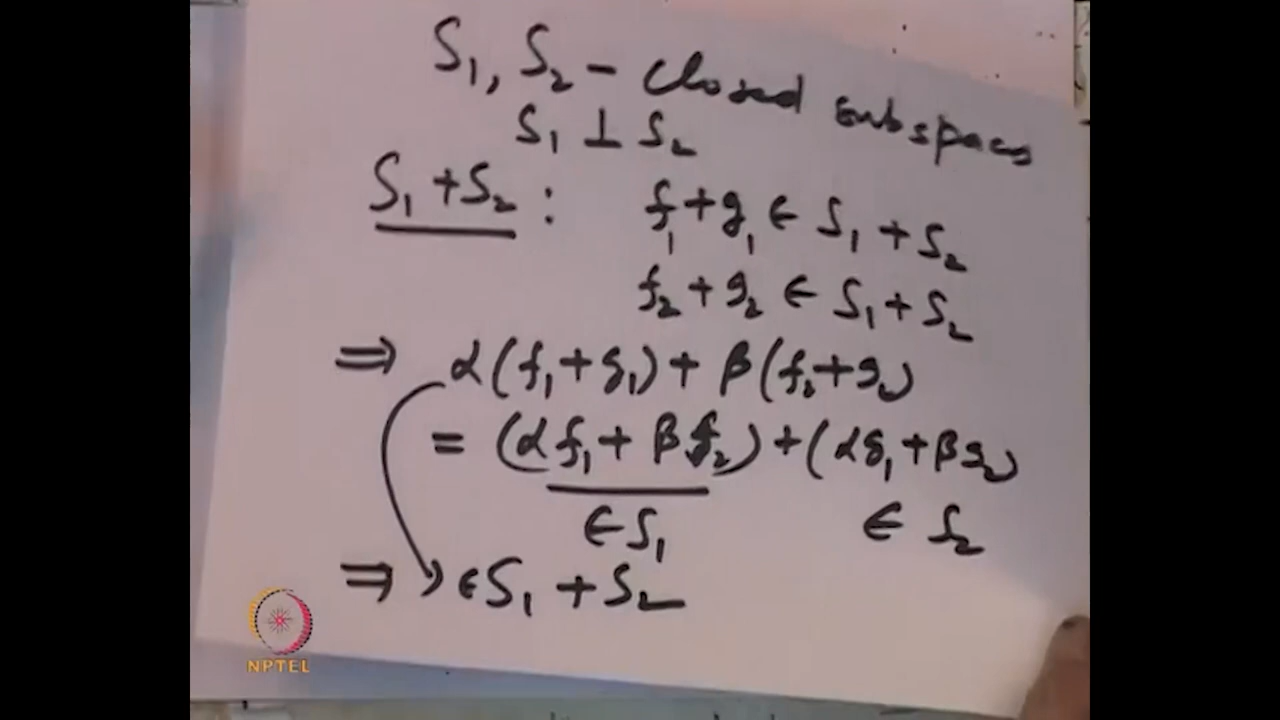 S₁, S₂ – closed subspaces
S₁ ⊥ S₂
S₁ + S₂ : f₁ + g₁ ∈ S₁ + S₂
f₂ + g₂ ∈ S₁ + S₂
⇒ α(f₁ + g₁) + β(f₂ + g₂)
= (αf₁ + βf₂) + (αg₁ + βg₂)
∈ S₁ ∈ S₂
⇒ ∈ S₁ + S₂
NPTEL